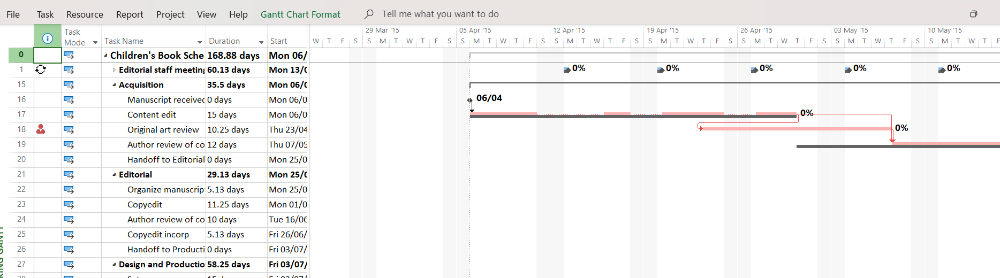 File Task Resource Report Project View Help Gantt Chart Format Tell me what you want to do
Task Mode Task Name Duration Start
29 Mar '15 05 Apr '15 12 Apr '15 19 Apr '15 26 Apr '15 03 May '15 10 May '15
W T F S S M T W T F S S M T W T F S S M T W T F S S M T W T F S S M T W T F S S M T W T F S S M T W T F
0 Children's Book Sche 168.88 days Mon 06/
1 Editorial staff meeting 60.13 days Mon 13/0 0% 0% 0% 0% 0%
15 Acquisition 35.5 days Mon 06/0
16 Manuscript received 0 days Mon 06/0 06/04
17 Content edit 15 days Mon 06/0 0%
18 Original art review 10.25 days Thu 23/04 0%
19 Author review of co 12 days Thu 07/05
20 Handoff to Editorial 0 days Mon 25/0
21 Editorial 29.13 days Mon 25/0
22 Organize manuscrip 5.13 days Mon 25/0
23 Copyedit 11.25 days Mon 01/0
24 Author review of co 10 days Tue 16/06
25 Copyedit incorp 5.13 days Fri 26/06/
26 Handoff to Producti 0 days Fri 03/07/
27 Design and Productio 58.25 days Fri 03/07/